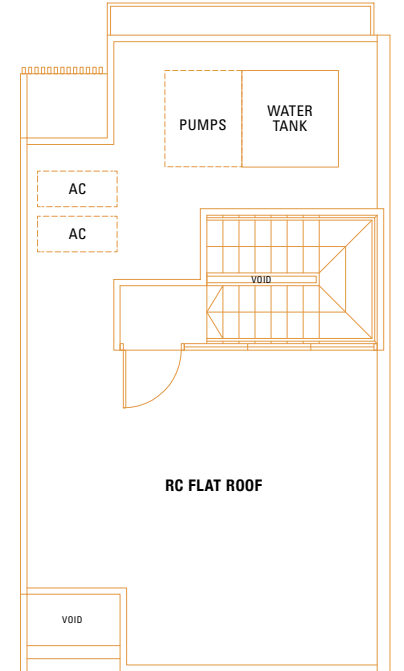 PUMPS
WATER
TANK
AC
AC
VOID
RC FLAT ROOF
VOID